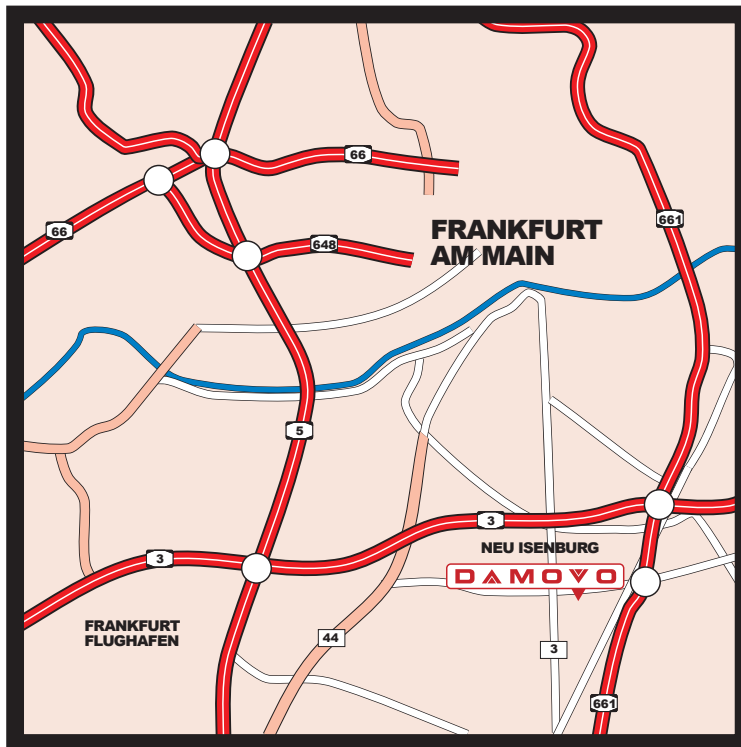 66
661
66
648
FRANKFURT
AM MAIN
5
3
NEU ISENBURG
3
DAMOVO
FRANKFURT
FLUGHAFEN
44
3
661